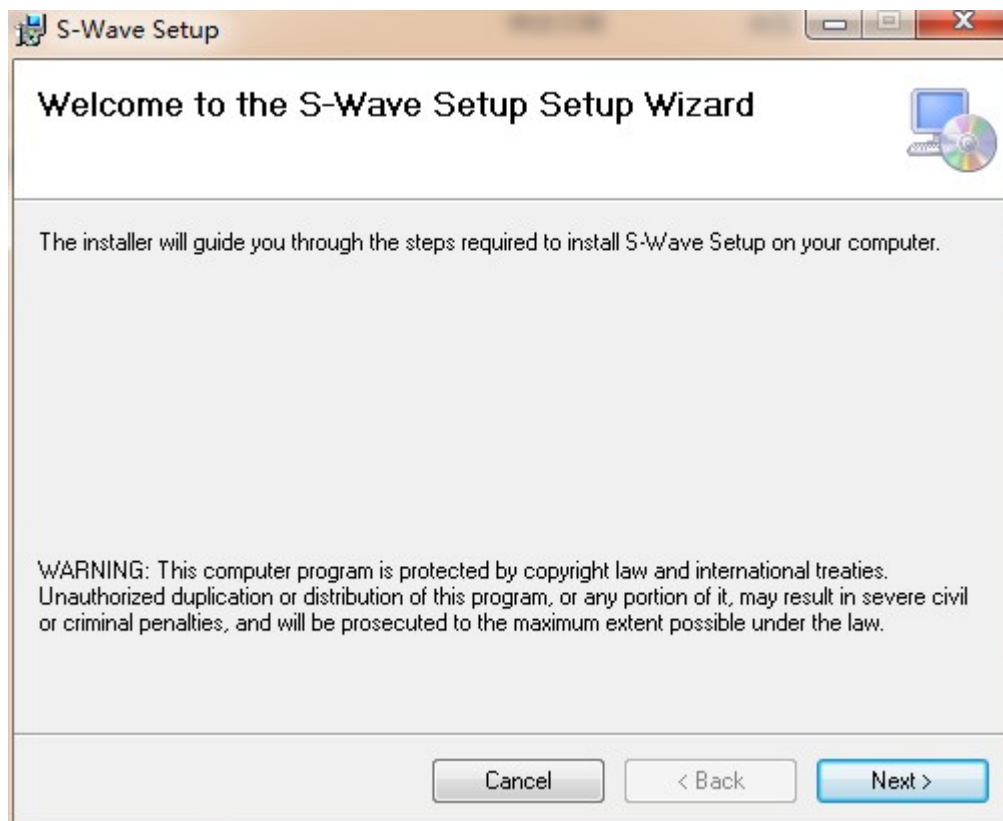 S-Wave Setup
Welcome to the S-Wave Setup Setup Wizard
The installer will guide you through the steps required to install S-Wave Setup on your computer.
WARNING: This computer program is protected by copyright law and international treaties.
Unauthorized duplication or distribution of this program, or any portion of it, may result in severe civil
or criminal penalties, and will be prosecuted to the maximum extent possible under the law.
Cancel
< Back
Next >